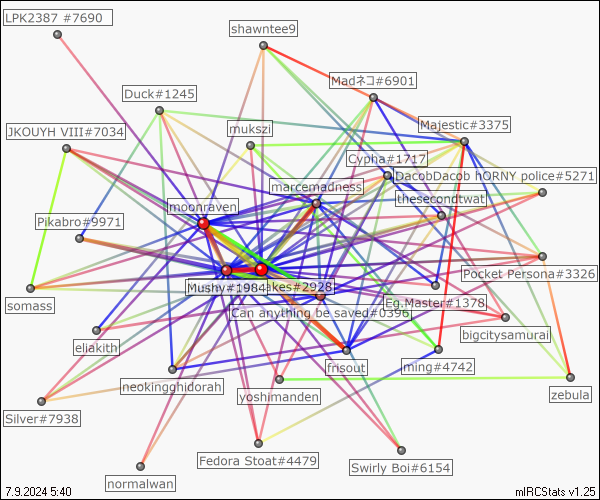 LPK2387 #7690
shawntee9
Madネコ#6901
Duck#1245
Majestic#3375
JKOUYH VIII#7034
mukszi
Cypha#1717
DacobDacob hORNY police#5271
marcemadness
thesecondtwat
moonraven
Pikabro#9971
Pocket Persona#3326
Mushy#1984
akes#2928
Eg.Master#1378
somass
Can anything be saved#0396
bigcitysamurai
eliakith
frisout
ming#4742
neokingghidorah
yoshimanden
zebula
Silver#7938
Fedora Stoat#4479
Swirly Boi#6154
normalwan
7.9.2024 5:40
mIRCStats v1.25